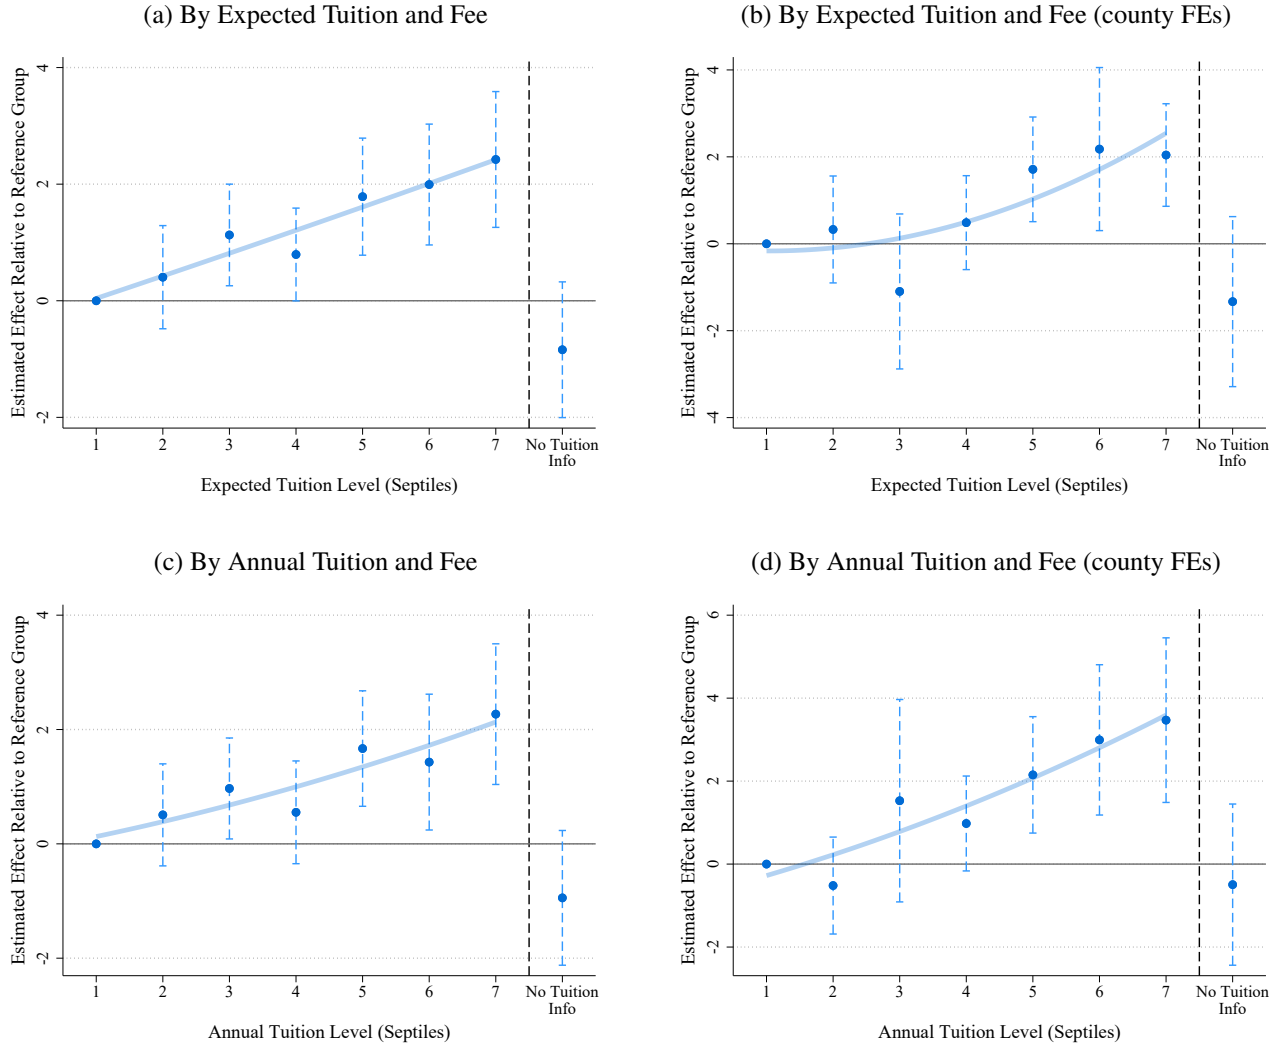 (a) By Expected Tuition and Fee
Estimated Effect Relative to Reference Group
4
2
0
-2
1 2 3 4 5 6 7 No Tuition
Info
Expected Tuition Level (Septiles)
(b) By Expected Tuition and Fee (county FEs)
Estimated Effect Relative to Reference Group
4
2
0
-2
-4
1 2 3 4 5 6 7 No Tuition
Info
Expected Tuition Level (Septiles)
(c) By Annual Tuition and Fee
Estimated Effect Relative to Reference Group
4
2
0
-2
1 2 3 4 5 6 7 No Tuition
Info
Annual Tuition Level (Septiles)
(d) By Annual Tuition and Fee (county FEs)
Estimated Effect Relative to Reference Group
6
4
2
0
-2
1 2 3 4 5 6 7 No Tuition
Info
Annual Tuition Level (Septiles)